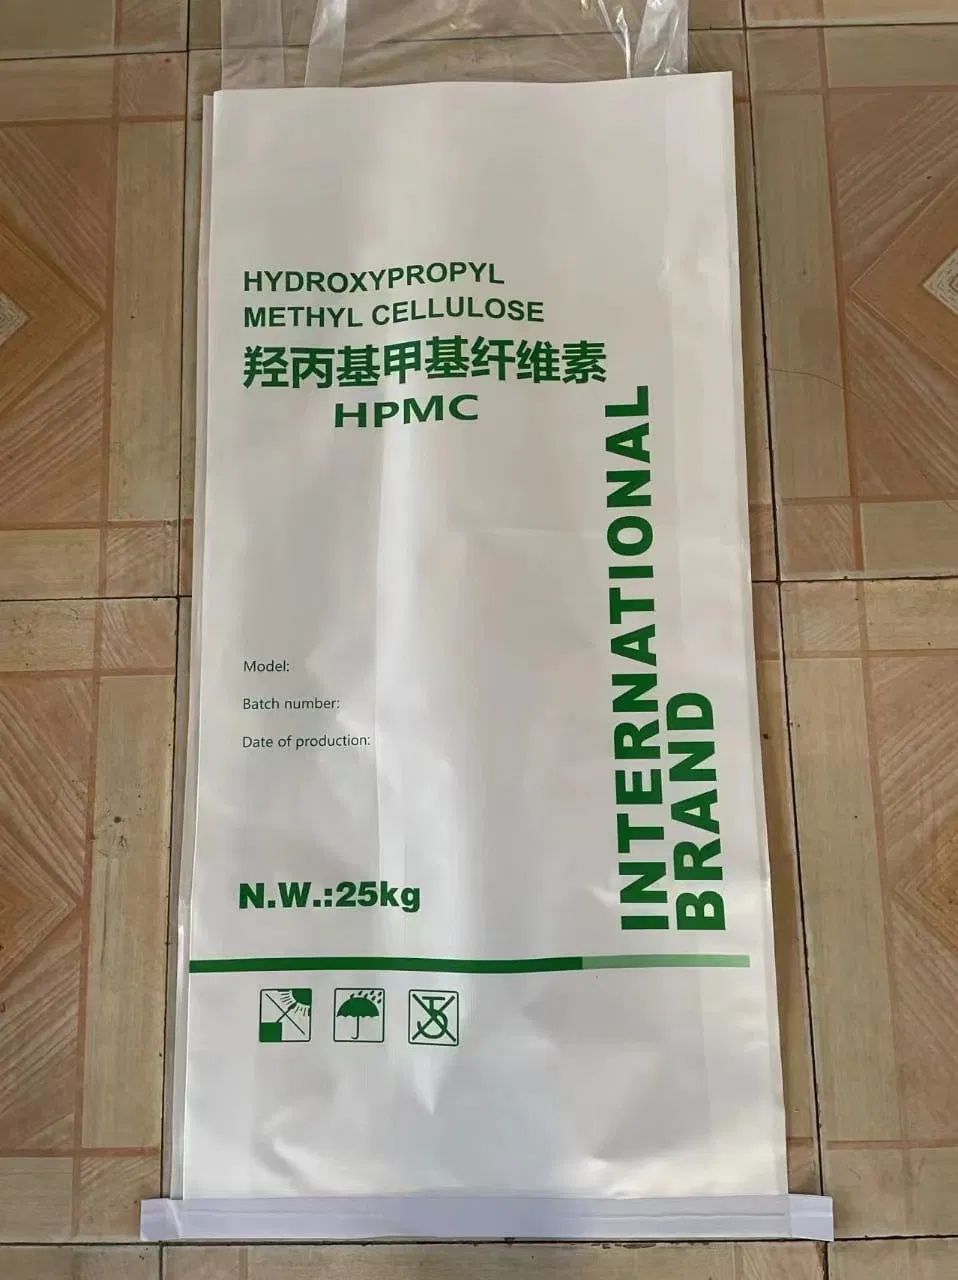 HYDROXYPROPYL
METHYL CELLULOSE
羟丙基甲基纤维素
HPMC
INTERNATIONAL
BRAND
Model:
Batch number:
Date of production:
N.W.:25kg